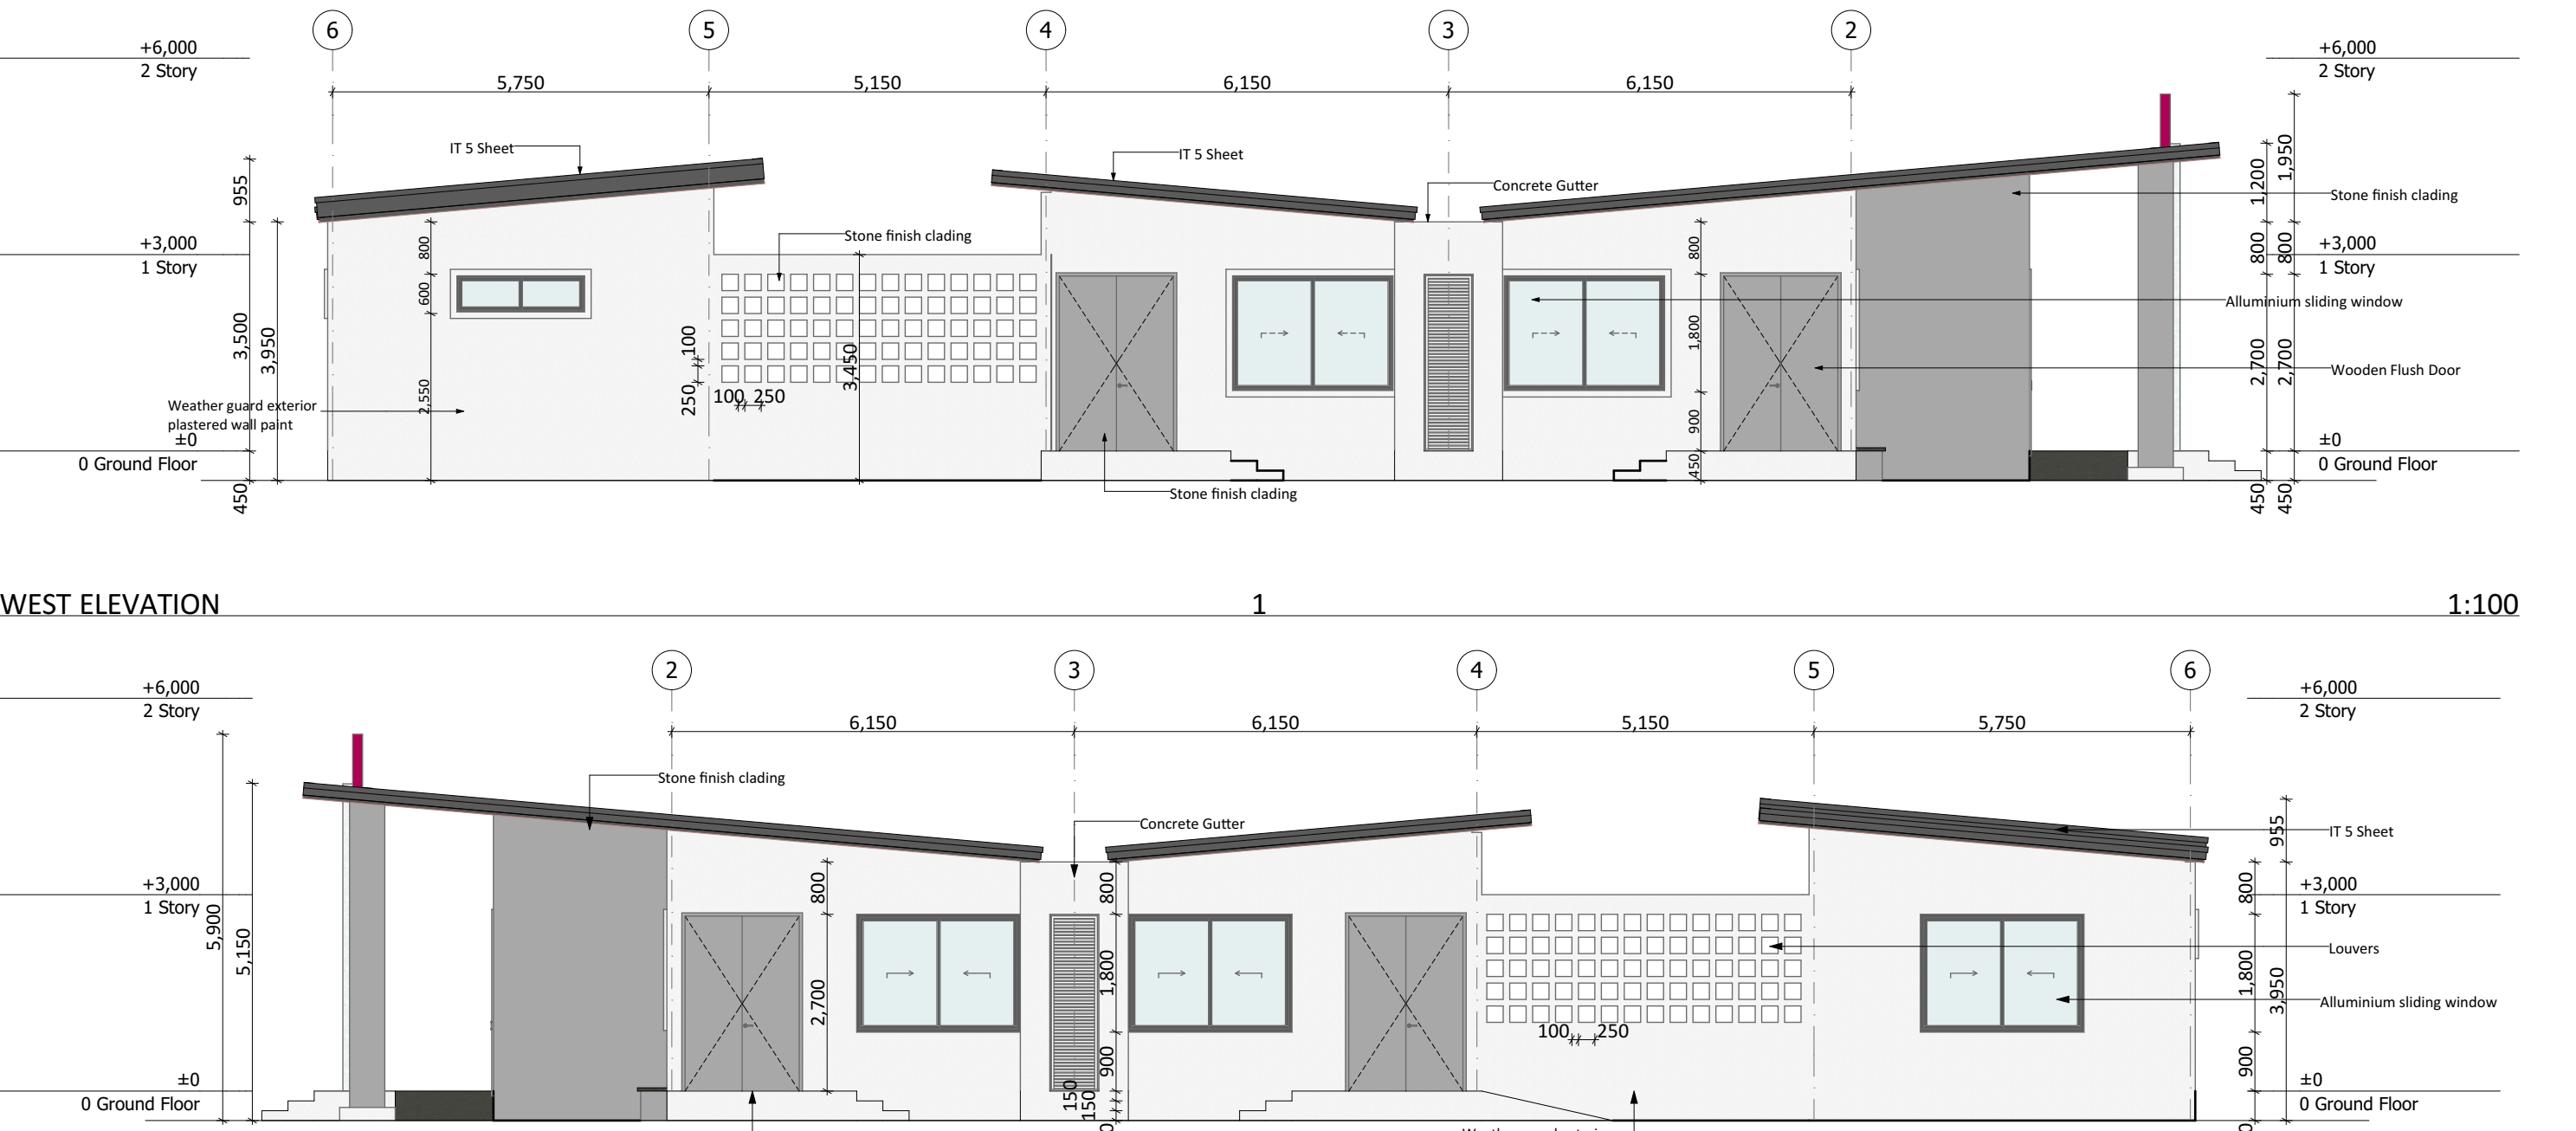 6
5
4
3
2
+6,000
2 Story
+6,000
2 Story
5,750
5,150
6,150
6,150
IT 5 Sheet
IT 5 Sheet
Concrete Gutter
955
1,200
1,950
Stone finish clading
Stone finish clading
+3,000
1 Story
800
800
800
800
+3,000
1 Story
600
Alluminium sliding window
3,500
3,950
100
3,450
1,800
2,700
2,700
Wooden Flush Door
2,550
250
100
250
Weather guard exterior
plastered wall paint
900
±0
0 Ground Floor
450
±0
0 Ground Floor
450
Stone finish clading
450
450
WEST ELEVATION
1
1:100
2
3
4
5
6
+6,000
2 Story
+6,000
2 Story
6,150
6,150
5,150
5,750
Stone finish clading
Concrete Gutter
955
IT 5 Sheet
+3,000
1 Story
800
800
800
+3,000
1 Story
5,900
5,150
Louvers
2,700
1,800
1,800
3,950
Alluminium sliding window
100
250
900
900
±0
0 Ground Floor
150
150
±0
0 Ground Floor